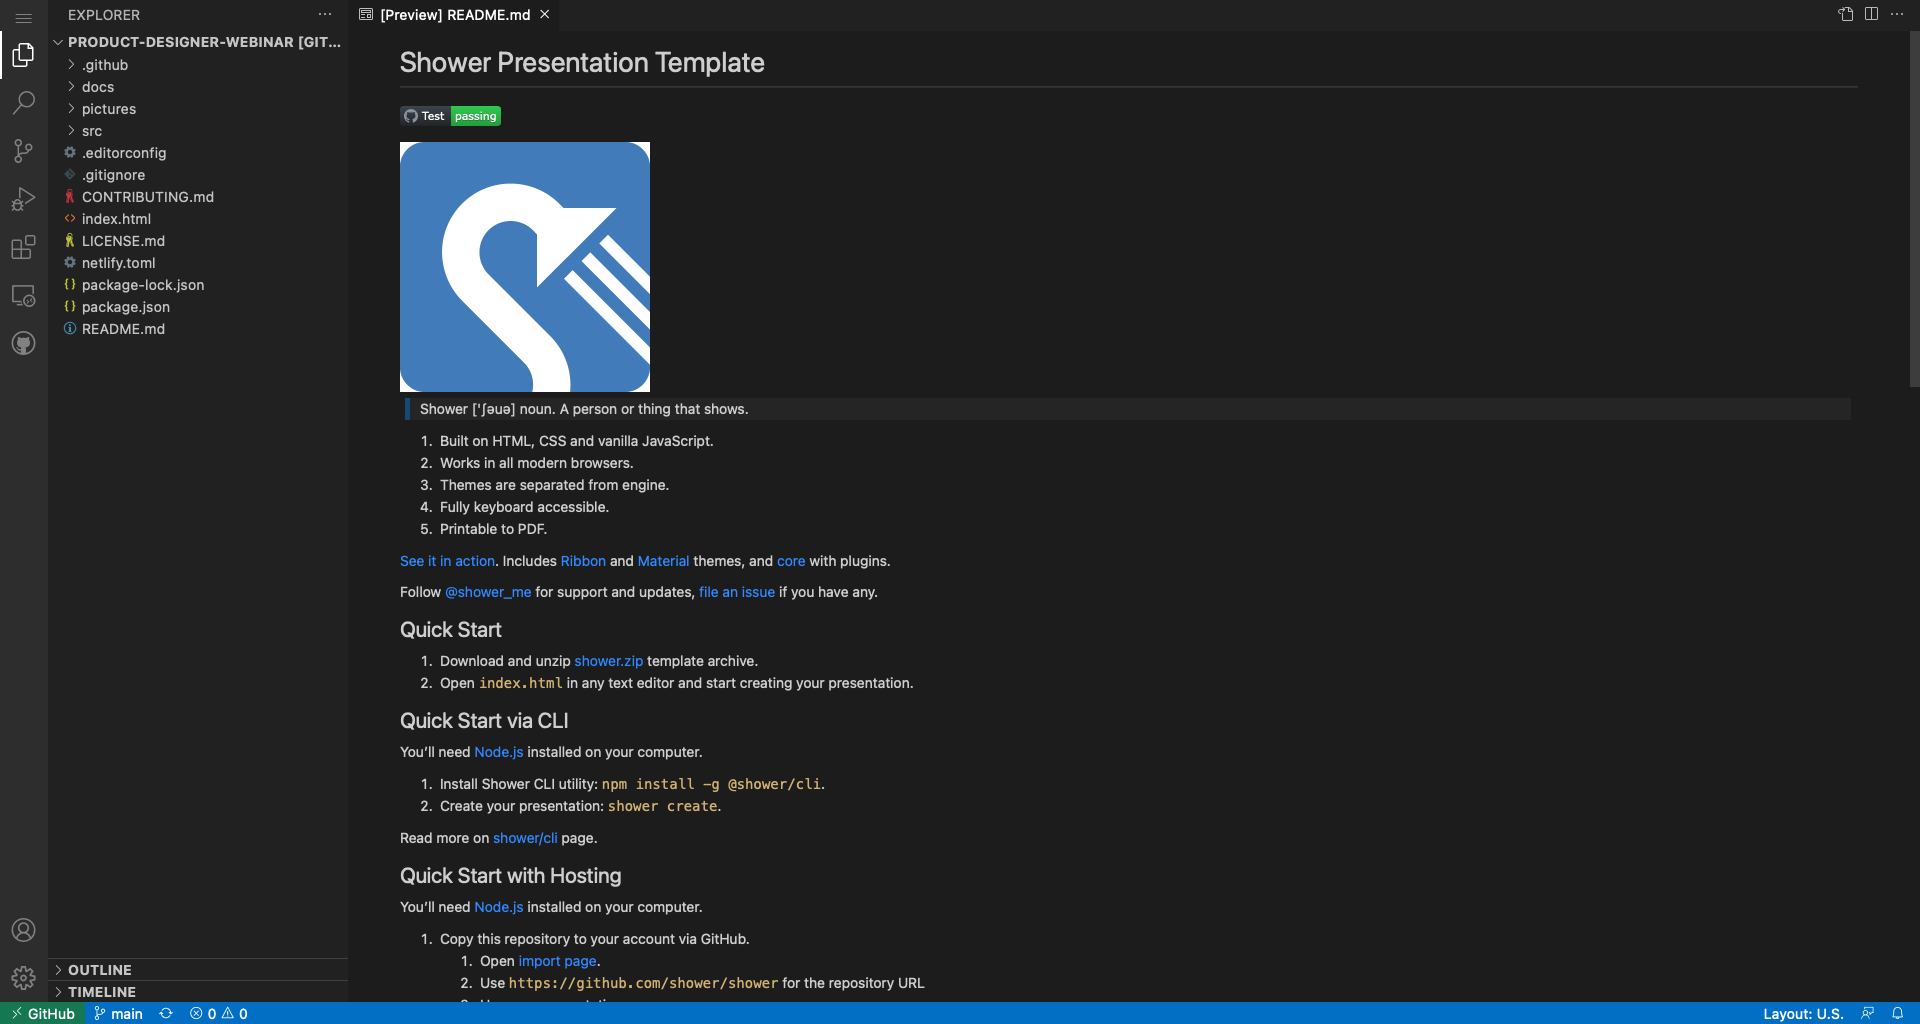 EXPLORER
[Preview] README.md
PRODUCT-DESIGNER-WEBINAR [GIT...
.github
docs
pictures
src
.editorconfig
.gitignore
CONTRIBUTING.md
index.html
LICENSE.md
netlify.toml
package-lock.json
package.json
README.md
OUTLINE
TIMELINE
Shower Presentation Template
Test passing
Shower ['ʃəuə] noun. A person or thing that shows.
1. Built on HTML, CSS and vanilla JavaScript.
2. Works in all modern browsers.
3. Themes are separated from engine.
4. Fully keyboard accessible.
5. Printable to PDF.
See it in action. Includes Ribbon and Material themes, and core with plugins.
Follow @shower_me for support and updates, file an issue if you have any.
Quick Start
1. Download and unzip shower.zip template archive.
2. Open index.html in any text editor and start creating your presentation.
Quick Start via CLI
You’ll need Node.js installed on your computer.
1. Install Shower CLI utility: npm install -g @shower/cli.
2. Create your presentation: shower create.
Read more on shower/cli page.
Quick Start with Hosting
You’ll need Node.js installed on your computer.
1. Copy this repository to your account via GitHub.
1. Open import page.
2. Use https://github.com/shower/shower for the repository URL
GitHub main 0 0 Layout: U.S.